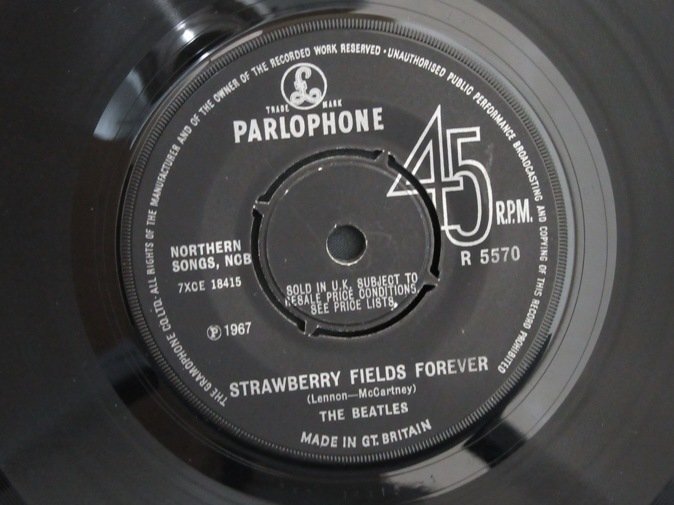 THE GRAMOPHONE CO.LTD. ALL RIGHTS OF THE MANUFACTURER AND OF THE OWNER OF THE RECORDED WORK RESERVED · UNAUTHORISED PUBLIC PERFORMANCE BROADCASTING AND COPYING OF THIS RECORD PROHIBITED
£
TRADE MARK
PARLOPHONE
45
R.P.M.
R 5570
NORTHERN
SONGS, NCB
7XCE 18415
SOLD IN U.K. SUBJECT TO
RESALE PRICE CONDITIONS,
SEE PRICE LISTS
℗ 1967
STRAWBERRY FIELDS FOREVER
(Lennon—McCartney)
THE BEATLES
MADE IN GT. BRITAIN